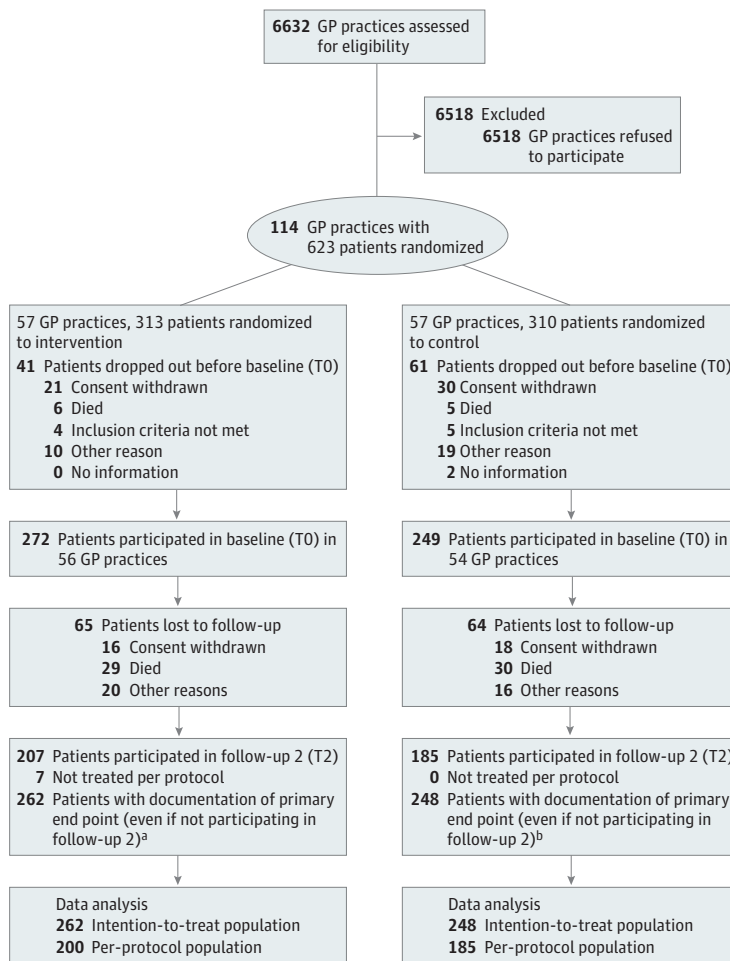 6632 GP practices assessed
for eligibility
6518 Excluded
6518 GP practices refused
to participate
114 GP practices with
623 patients randomized
57 GP practices, 313 patients randomized
to intervention
41 Patients dropped out before baseline (T0)
21 Consent withdrawn
6 Died
4 Inclusion criteria not met
10 Other reason
0 No information
57 GP practices, 310 patients randomized
to control
61 Patients dropped out before baseline (T0)
30 Consent withdrawn
5 Died
5 Inclusion criteria not met
19 Other reason
2 No information
272 Patients participated in baseline (T0) in
56 GP practices
249 Patients participated in baseline (T0) in
54 GP practices
65 Patients lost to follow-up
16 Consent withdrawn
29 Died
20 Other reasons
64 Patients lost to follow-up
18 Consent withdrawn
30 Died
16 Other reasons
207 Patients participated in follow-up 2 (T2)
7 Not treated per protocol
262 Patients with documentation of primary
end point (even if not participating in
follow-up 2)a
185 Patients participated in follow-up 2 (T2)
0 Not treated per protocol
248 Patients with documentation of primary
end point (even if not participating in
follow-up 2)b
Data analysis
262 Intention-to-treat population
200 Per-protocol population
Data analysis
248 Intention-to-treat population
185 Per-protocol population